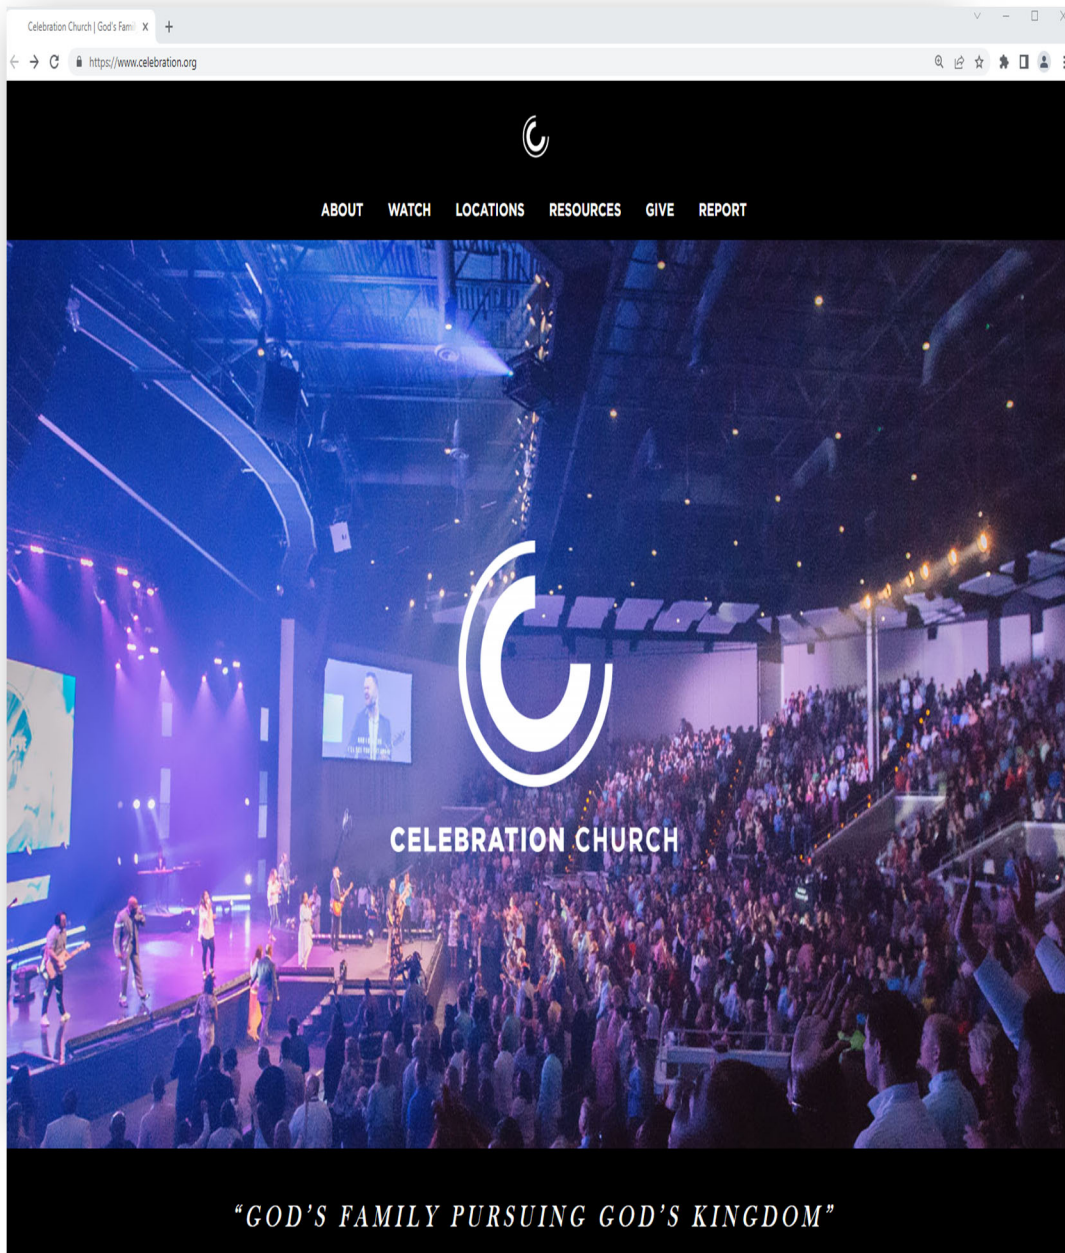 Celebration Church | God's Fami
https://www.celebration.org
ABOUT WATCH LOCATIONS RESOURCES GIVE REPORT
CELEBRATION CHURCH
“GOD’S FAMILY PURSUING GOD’S KINGDOM”